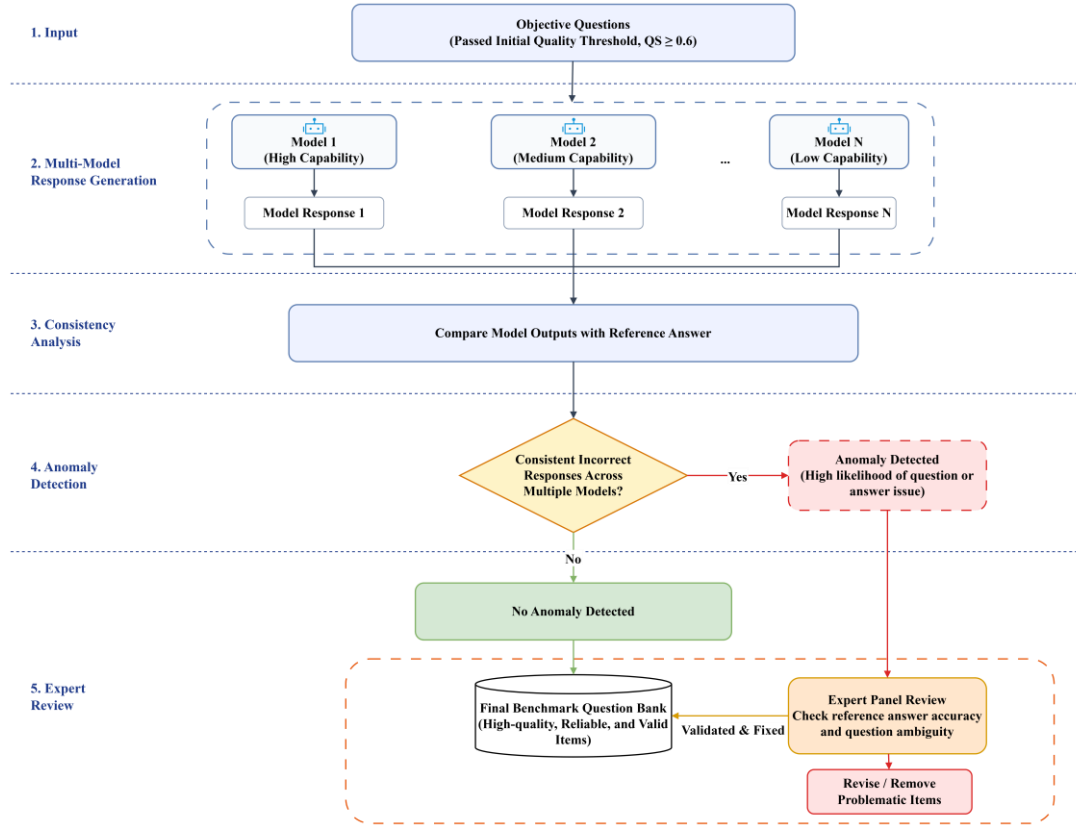 1. Input
Objective Questions
(Passed Initial Quality Threshold, QS ≥ 0.6)
2. Multi-Model
Response Generation
Model 1
(High Capability)
Model 2
(Medium Capability)
...
Model N
(Low Capability)
Model Response 1
Model Response 2
Model Response N
3. Consistency
Analysis
Compare Model Outputs with Reference Answer
4. Anomaly
Detection
Consistent Incorrect
Responses Across
Multiple Models?
Yes
Anomaly Detected
(High likelihood of question or
answer issue)
No
No Anomaly Detected
5. Expert
Review
Final Benchmark Question Bank
(High-quality, Reliable, and Valid
Items)
Validated & Fixed
Expert Panel Review
Check reference answer accuracy
and question ambiguity
Revise / Remove
Problematic Items